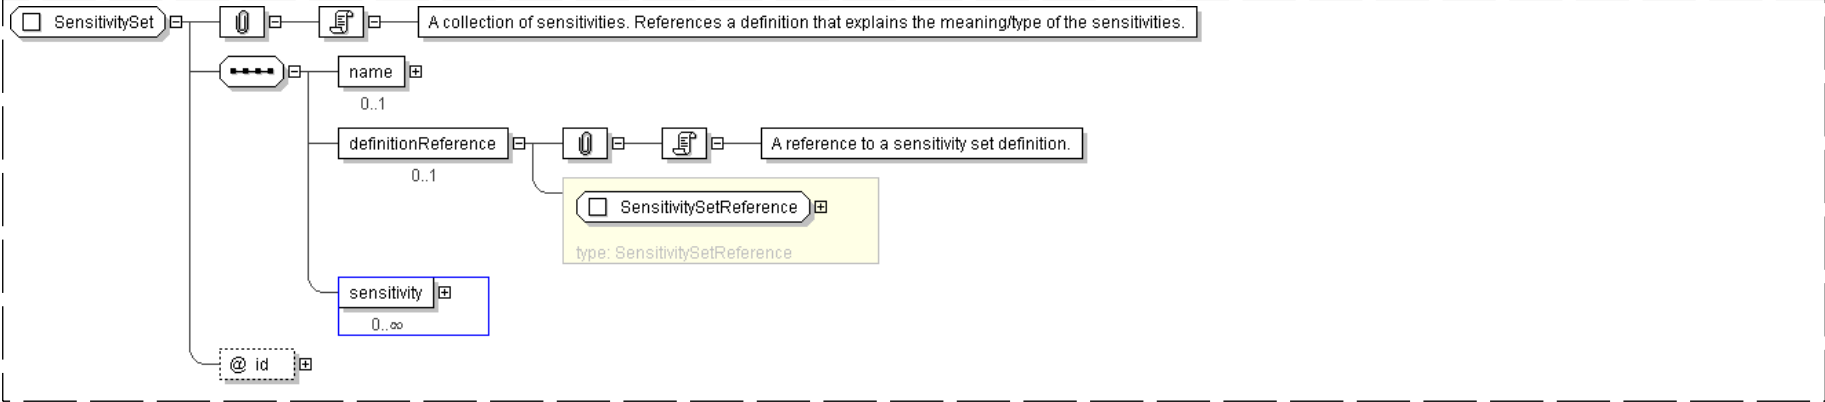 SensitivitySet
A collection of sensitivities. References a definition that explains the meaning/type of the sensitivities.
name
0..1
definitionReference
A reference to a sensitivity set definition.
0..1
SensitivitySetReference
type: SensitivitySetReference
sensitivity
0..∞
@ id